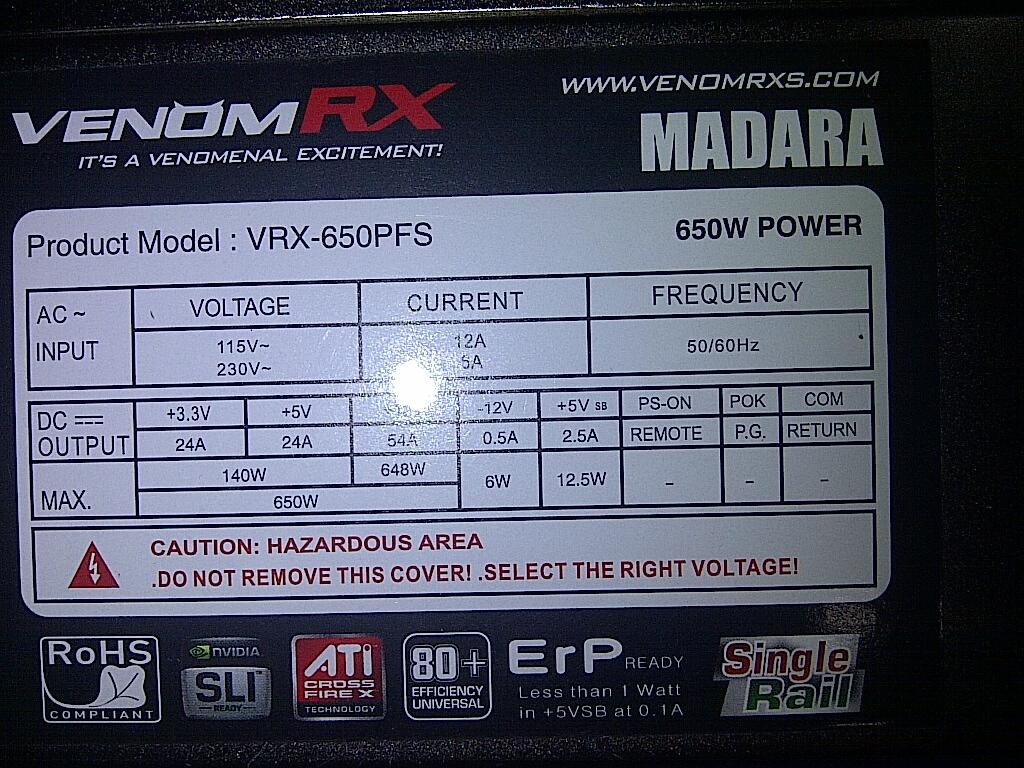 WWW.VENOMRXS.COM
VENOMRX
IT'S A VENOMENAL EXCITEMENT!
MADARA
Product Model : VRX-650PFS
650W POWER
AC ~ INPUT
VOLTAGE CURRENT FREQUENCY
115V~ 12A 50/60Hz
230V~ 6A
DC OUTPUT
+3.3V +5V -12V +5V SB PS-ON POK COM
24A 24A 54A 0.5A 2.5A REMOTE P.G. RETURN
MAX. 140W 648W 6W 12.5W – – –
650W
CAUTION: HAZARDOUS AREA
.DO NOT REMOVE THIS COVER! .SELECT THE RIGHT VOLTAGE!
RoHS
COMPLIANT
NVIDIA
SLI
READY
ATI
CROSS
FIRE X
TECHNOLOGY
80+
EFFICIENCY
UNIVERSAL
ErP READY
Less than 1 Watt
in +5VSB at 0.1A
Single
Rail